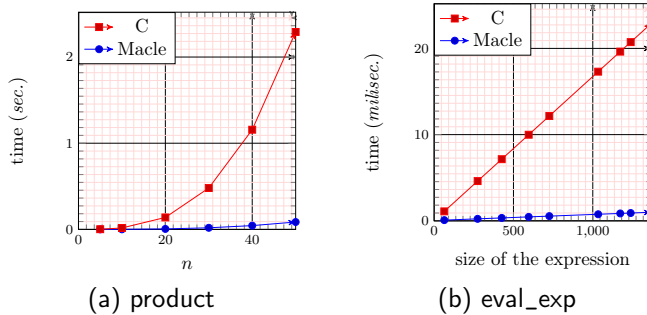 C
Macle
2
1
0
0
20
40
time (sec.)
n
(a) product
C
Macle
20
10
0
0
500
1,000
time (milisec.)
size of the expression
(b) eval_exp